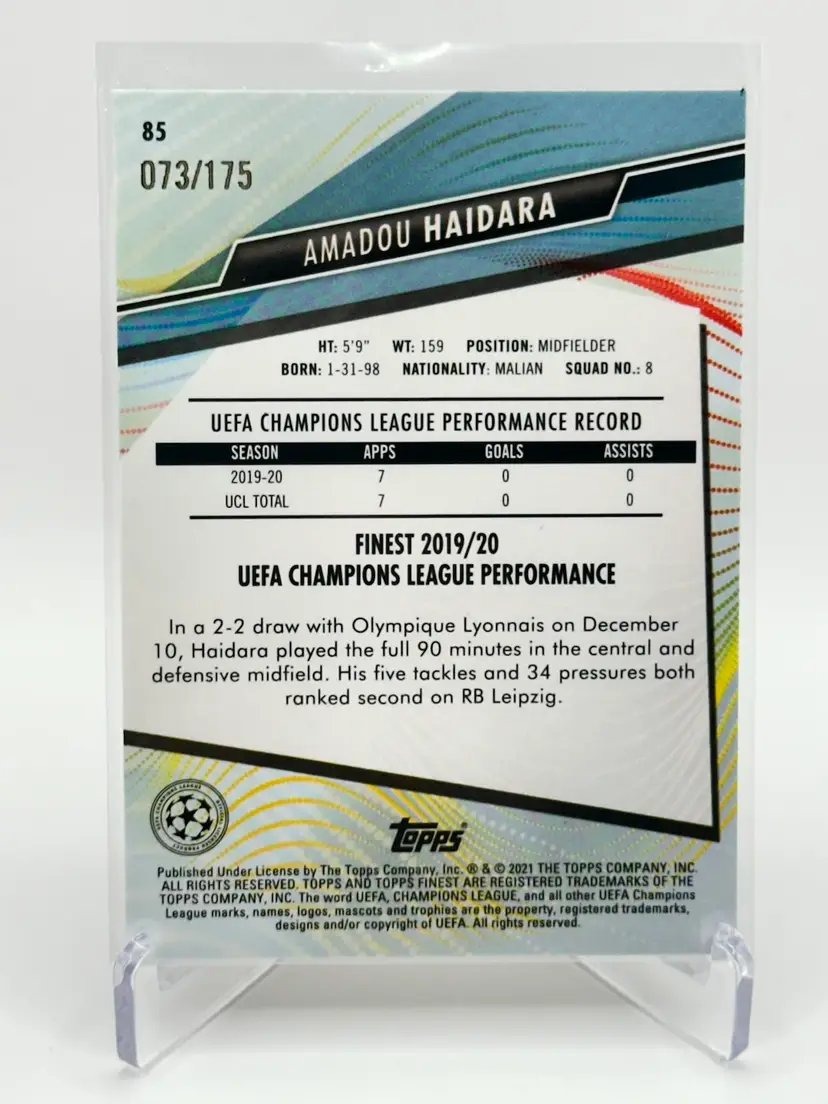 85
073/175
AMADOU HAIDARA
HT: 5'9" WT: 159 POSITION: MIDFIELDER
BORN: 1-31-98 NATIONALITY: MALIAN SQUAD NO.: 8
UEFA CHAMPIONS LEAGUE PERFORMANCE RECORD
SEASON APPS GOALS ASSISTS
2019-20 7 0 0
UCL TOTAL 7 0 0
FINEST 2019/20
UEFA CHAMPIONS LEAGUE PERFORMANCE
In a 2-2 draw with Olympique Lyonnais on December
10, Haidara played the full 90 minutes in the central and
defensive midfield. His five tackles and 34 pressures both
ranked second on RB Leipzig.
UEFA CHAMPIONS LEAGUE OFFICIAL LICENSED PRODUCT
topps
Published Under License by The Topps Company, Inc. ® & © 2021 THE TOPPS COMPANY, INC.
ALL RIGHTS RESERVED. TOPPS AND TOPPS FINEST ARE REGISTERED TRADEMARKS OF THE
TOPPS COMPANY, INC. The word UEFA, CHAMPIONS LEAGUE, and all other UEFA Champions
League marks, names, logos, mascots and trophies are the property, registered trademarks,
designs and/or copyright of UEFA. All rights reserved.